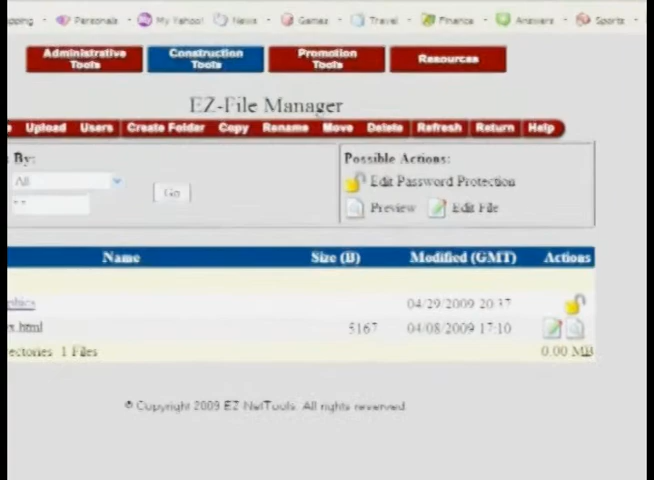 Personals My Yahoo! News Games Travel Finance Answers Sports
Administrative Tools Construction Tools Promotion Tools Resources
EZ-File Manager
Upload Users Create Folder Copy Rename Move Delete Refresh Return Help
By:
All
Go
Possible Actions:
Edit Password Protection
Preview Edit File
Name Size (B) Modified (GMT) Actions
04/29/2009 20:37
.html 5167 04/08/2009 17:10
1 Files 0.00 MB
© Copyright 2009 EZ NetTools. All rights reserved.